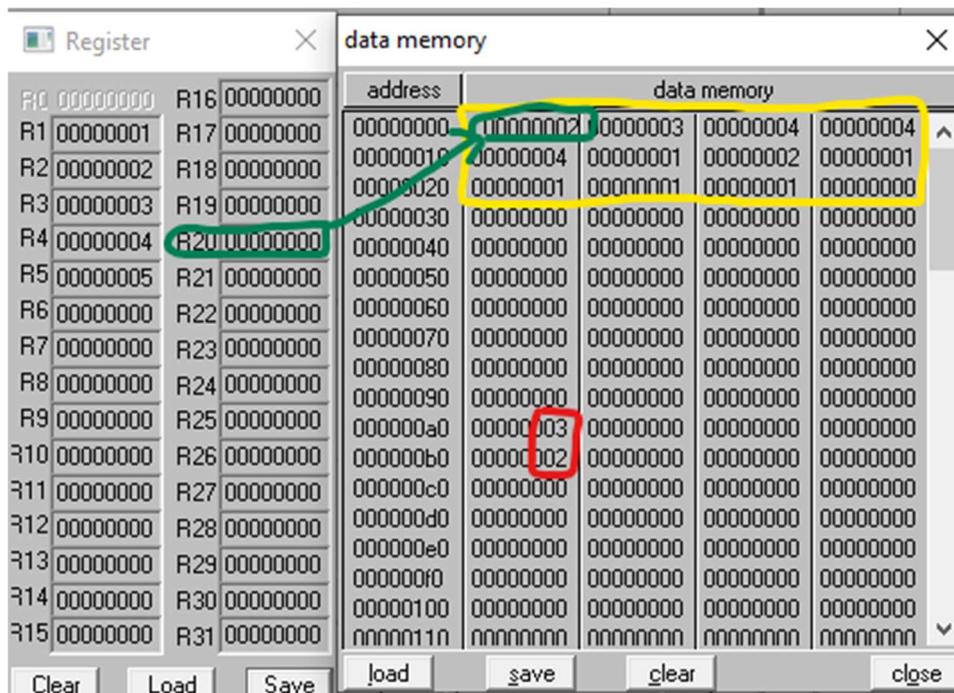 Register
R0 00000000 R16 00000000
R1 00000001 R17 00000000
R2 00000002 R18 00000000
R3 00000003 R19 00000000
R4 00000004 R20 00000000
R5 00000005 R21 00000000
R6 00000000 R22 00000000
R7 00000000 R23 00000000
R8 00000000 R24 00000000
R9 00000000 R25 00000000
R10 00000000 R26 00000000
R11 00000000 R27 00000000
R12 00000000 R28 00000000
R13 00000000 R29 00000000
R14 00000000 R30 00000000
R15 00000000 R31 00000000
Clear Load Save
data memory
address data memory
00000000 00000002 00000003 00000004 00000004
00000010 00000004 00000001 00000002 00000001
00000020 00000001 00000001 00000001 00000000
00000030 00000000 00000000 00000000 00000000
00000040 00000000 00000000 00000000 00000000
00000050 00000000 00000000 00000000 00000000
00000060 00000000 00000000 00000000 00000000
00000070 00000000 00000000 00000000 00000000
00000080 00000000 00000000 00000000 00000000
00000090 00000000 00000000 00000000 00000000
000000a0 00000003 00000000 00000000 00000000
000000b0 00000002 00000000 00000000 00000000
000000c0 00000000 00000000 00000000 00000000
000000d0 00000000 00000000 00000000 00000000
000000e0 00000000 00000000 00000000 00000000
000000f0 00000000 00000000 00000000 00000000
00000100 00000000 00000000 00000000 00000000
00000110 00000000 00000000 00000000 00000000
load save clear close